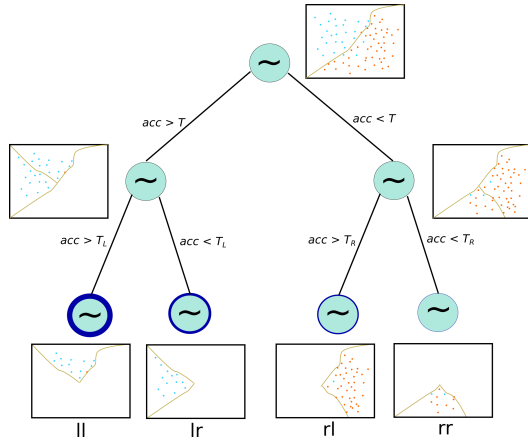 ~
acc > T
acc < T
~
~
acc > T_L
acc < T_L
acc > T_R
acc < T_R
~
~
~
~
ll
lr
rl
rr